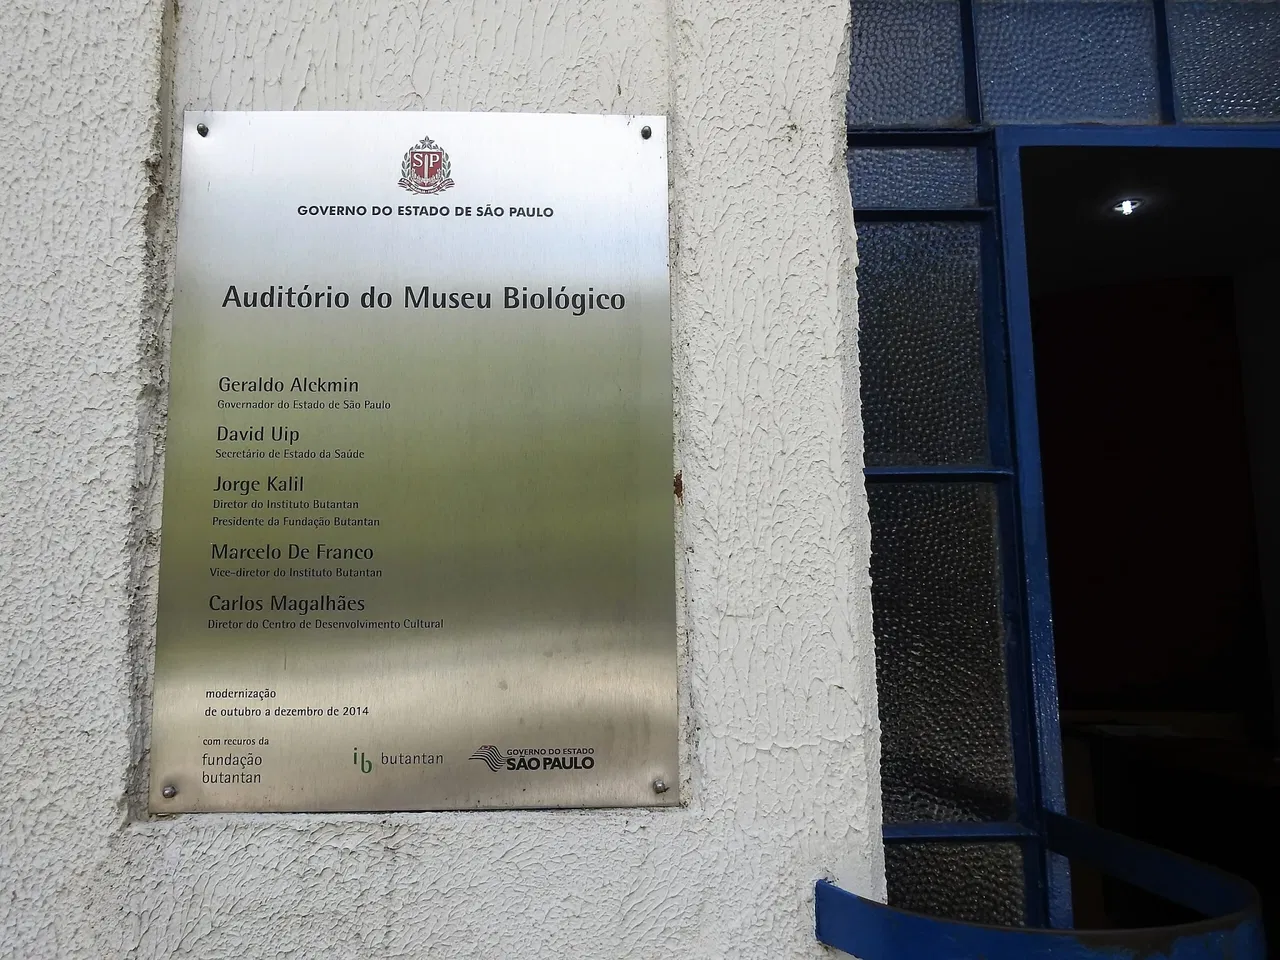 SP
GOVERNO DO ESTADO DE SÃO PAULO
Auditório do Museu Biológico
Geraldo Alckmin
Governador do Estado de São Paulo
David Uip
Secretário de Estado da Saúde
Jorge Kalil
Diretor do Instituto Butantan
Presidente da Fundação Butantan
Marcelo De Franco
Vice-diretor do Instituto Butantan
Carlos Magalhães
Diretor do Centro de Desenvolvimento Cultural
modernização
de outubro a dezembro de 2014
com recuros da
fundação
butantan
ib butantan
GOVERNO DO ESTADO
SÃO PAULO